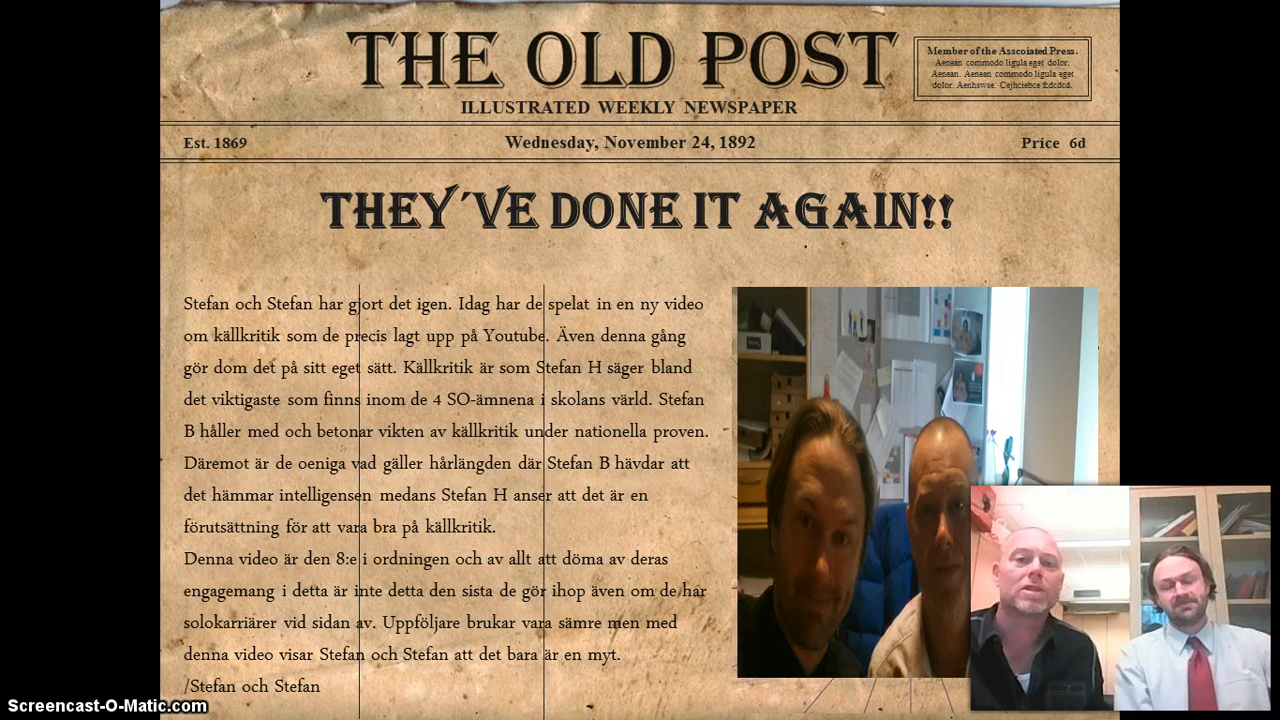 THE OLD POST
ILLUSTRATED WEEKLY NEWSPAPER
Member of the Asscoiated Press.
Aenean commodo ligula eget dolor.
Aenean. Aenean commodo ligula eget
dolor. Aenhswse. Cejhciebce fcdcdcd.
Est. 1869
Wednesday, November 24, 1892
Price 6d
THEY´VE DONE IT AGAIN!!
Stefan och Stefan har gjort det igen. Idag har de spelat in en ny video
om källkritik som de precis lagt upp på Youtube. Även denna gång
gör dom det på sitt eget sätt. Källkritik är som Stefan H säger bland
det viktigaste som finns inom de 4 SO-ämnena i skolans värld. Stefan
B håller med och betonar vikten av källkritik under nationella proven.
Däremot är de oeniga vad gäller hårlängden där Stefan B hävdar att
det hämmar intelligensen medans Stefan H anser att det är en
förutsättning för att vara bra på källkritik.
Denna video är den 8:e i ordningen och av allt att döma av deras
engagemang i detta är inte detta den sista de gör ihop även om de har
solokarriärer vid sidan av. Uppföljare brukar vara sämre men med
denna video visar Stefan och Stefan att det bara är en myt.
/Stefan och Stefan
Screencast-O-Matic.com